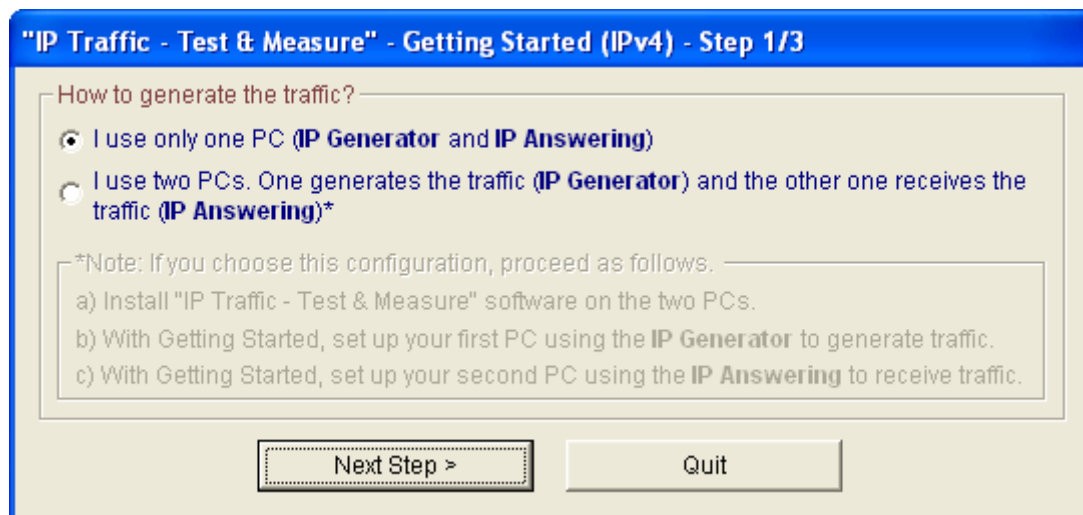 "IP Traffic - Test & Measure" - Getting Started (IPv4) - Step 1/3
How to generate the traffic?
I use only one PC (IP Generator and IP Answering)
I use two PCs. One generates the traffic (IP Generator) and the other one receives the
traffic (IP Answering)*
*Note: If you choose this configuration, proceed as follows.
a) Install "IP Traffic - Test & Measure" software on the two PCs.
b) With Getting Started, set up your first PC using the IP Generator to generate traffic.
c) With Getting Started, set up your second PC using the IP Answering to receive traffic.
Next Step >
Quit